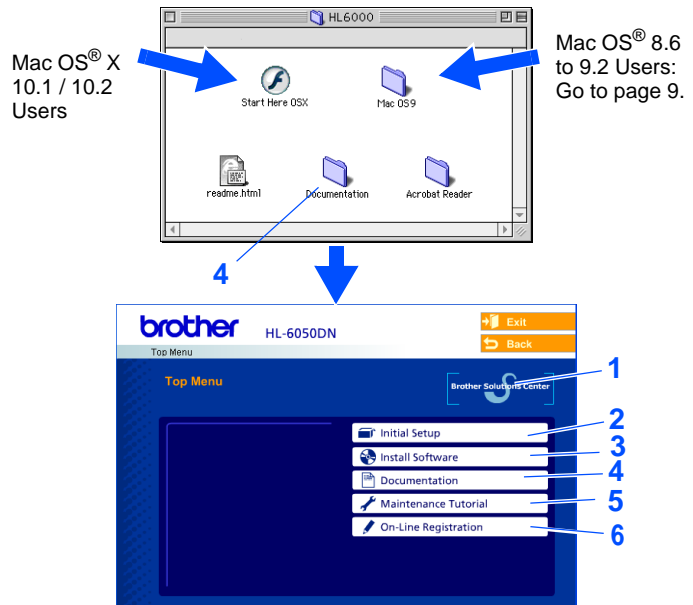 HL6000
Mac OS® X
10.1 / 10.2
Users
Mac OS® 8.6
to 9.2 Users:
Go to page 9.
Start Here OSX
Mac OS9
readme.html
Documentation
Acrobat Reader
4
brother
HL-6050DN
Exit
Back
Top Menu
Top Menu
Brother Solutions Center
1
Initial Setup
2
Install Software
3
Documentation
4
Maintenance Tutorial
5
On-Line Registration
6